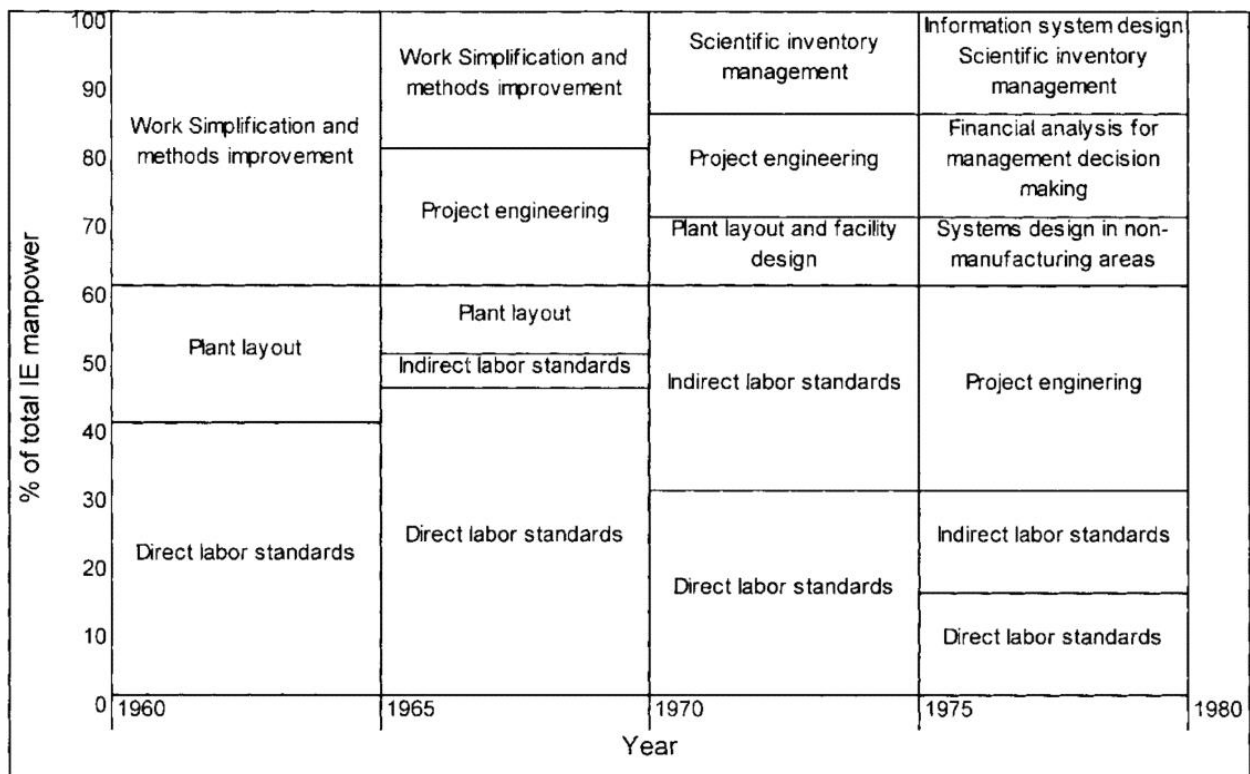 % of total IE manpower
100
90
80
70
60
50
40
30
20
10
0
Work Simplification and
methods improvement
Plant layout
Direct labor standards
Work Simplification and
methods improvement
Project engineering
Plant layout
Indirect labor standards
Direct labor standards
Scientific inventory
management
Project engineering
Plant layout and facility
design
Indirect labor standards
Direct labor standards
Information system design
Scientific inventory
management
Financial analysis for
management decision
making
Systems design in non-
manufacturing areas
Project enginering
Indirect labor standards
Direct labor standards
1960
1965
1970
1975
1980
Year